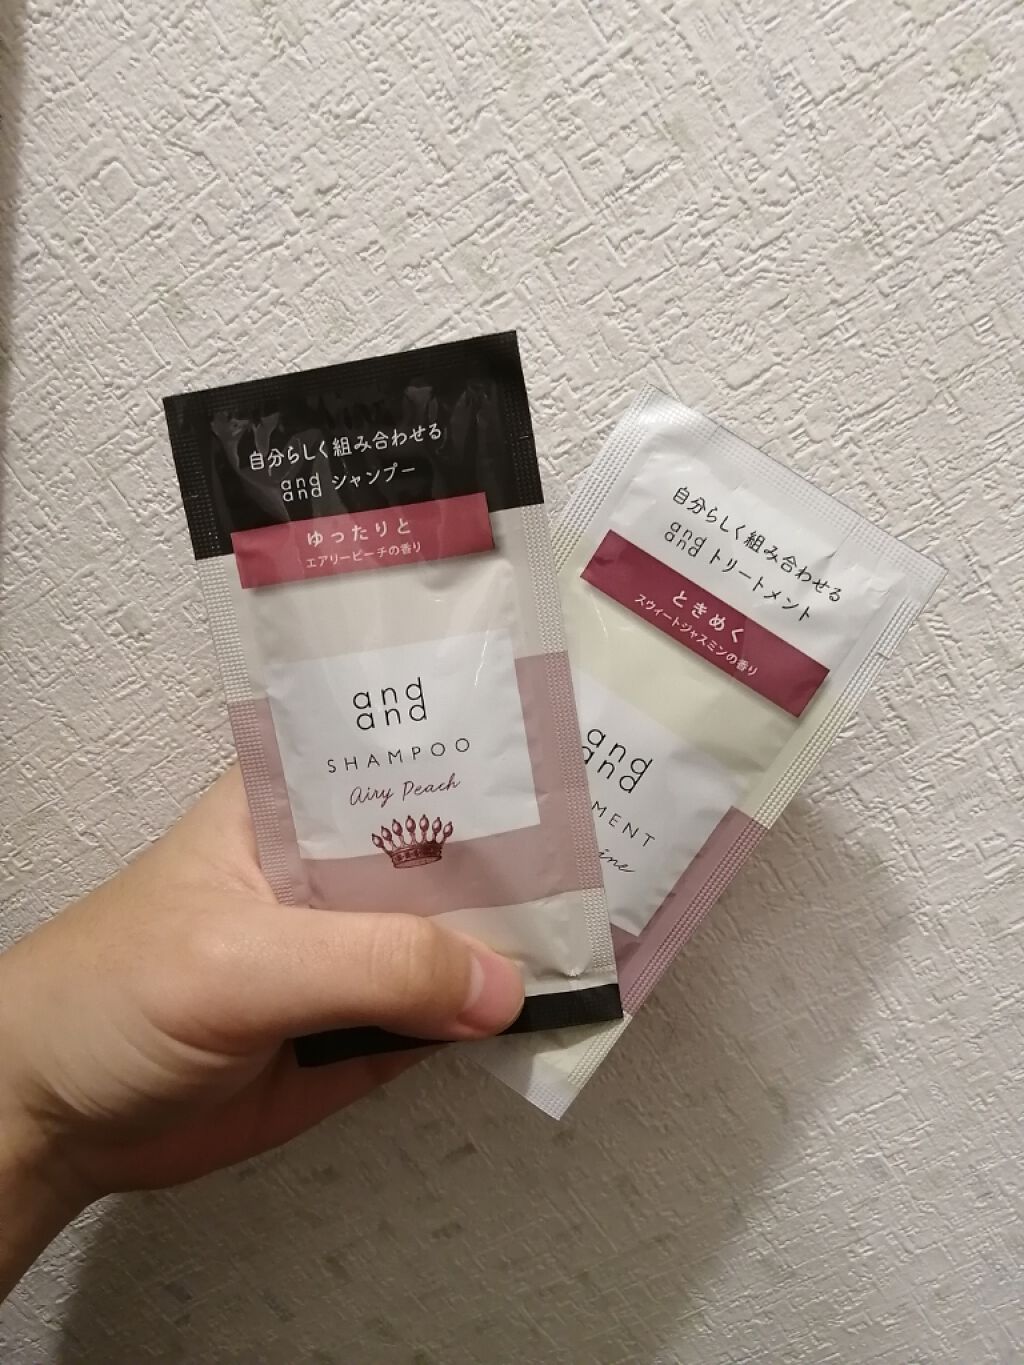 自分らしく組み合わせる
and and シャンプー
ゆったりと
エアリーピーチの香り
and
and
SHAMPOO
Airy Peach
自分らしく組み合わせる
and and トリートメント
ときめく
スウィートジャスミンの香り
and
and
MENT
ine